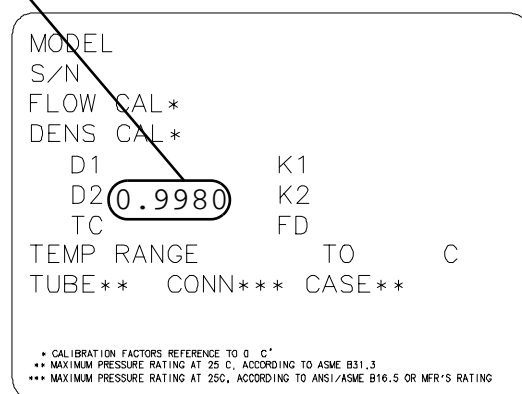 MODEL
S/N
FLOW CAL*
DENS CAL*
D1 K1
D2 0.9980 K2
TC FD
TEMP RANGE TO C
TUBE** CONN*** CASE**
* CALIBRATION FACTORS REFERENCE TO 0 C°
** MAXIMUM PRESSURE RATING AT 25 C, ACCORDING TO ASME B31.3
*** MAXIMUM PRESSURE RATING AT 25C, ACCORDING TO ANSI/ASME B16.5 OR MFR'S RATING